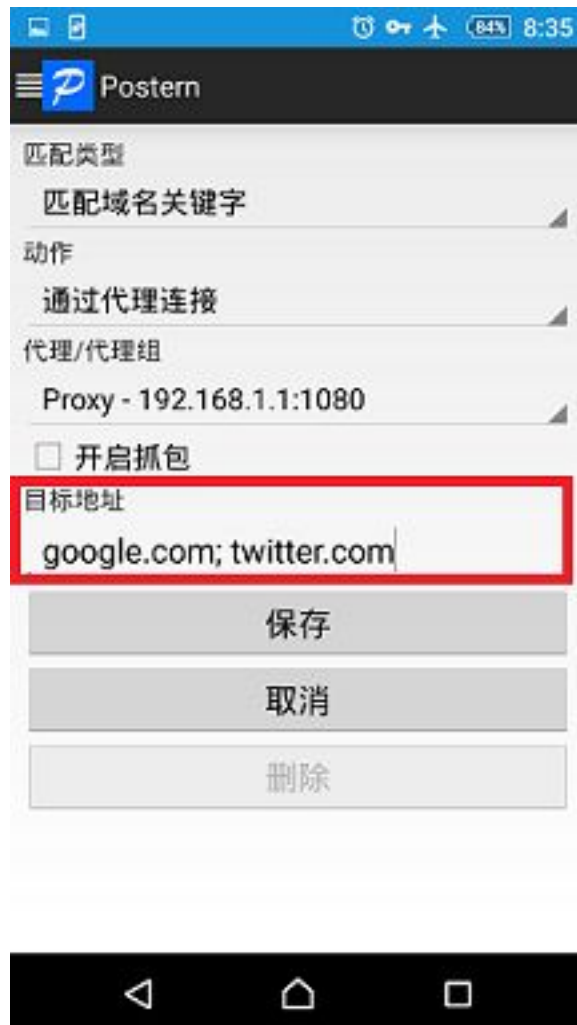 84% 8:35
Postern
匹配类型
匹配域名关键字
动作
通过代理连接
代理/代理组
Proxy - 192.168.1.1:1080
开启抓包
目标地址
google.com; twitter.com
保存
取消
删除